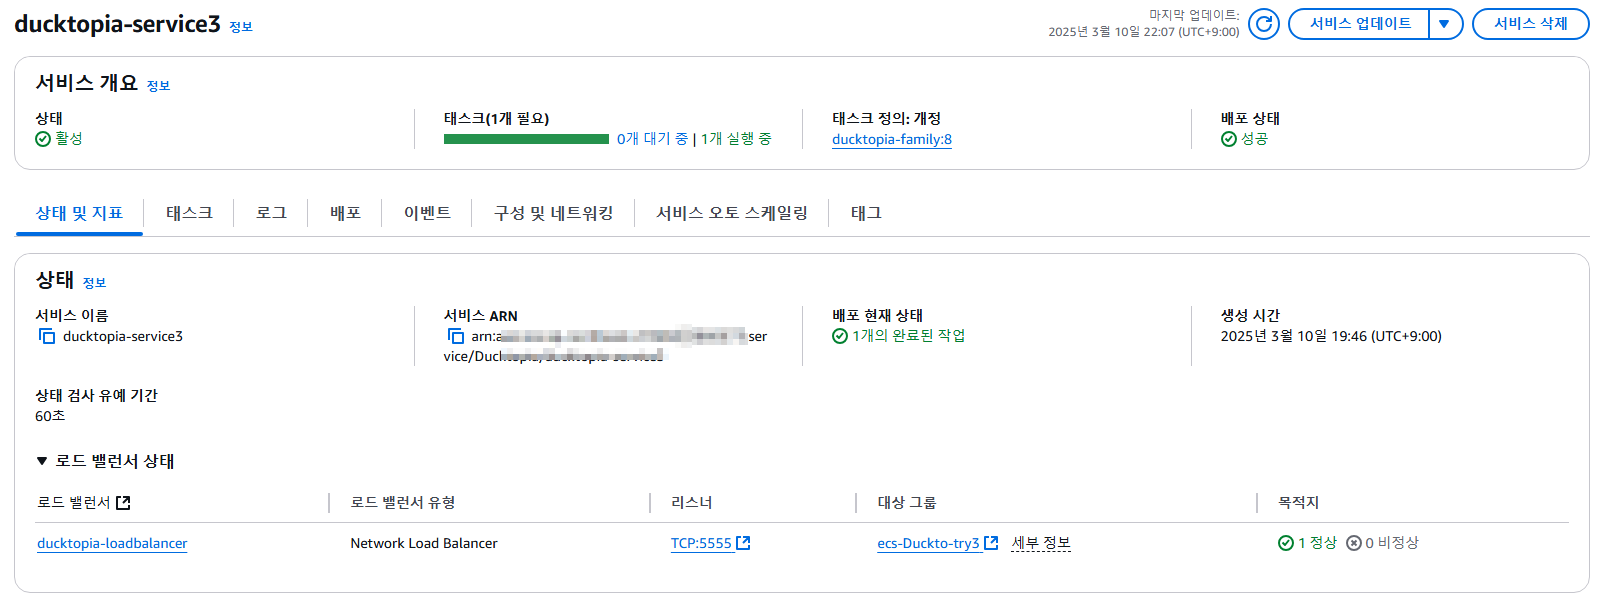 ducktopia-service3 정보
마지막 업데이트:
2025년 3월 10일 22:07 (UTC+9:00)
서비스 업데이트
서비스 삭제
서비스 개요 정보
상태
활성
태스크(1개 필요)
0개 대기 중 | 1개 실행 중
태스크 정의: 개정
ducktopia-family:8
배포 상태
성공
상태 및 지표
태스크
로그
배포
이벤트
구성 및 네트워킹
서비스 오토 스케일링
태그
상태 정보
서비스 이름
ducktopia-service3
서비스 ARN
arn:a ser
vice/Duc
배포 현재 상태
1개의 완료된 작업
생성 시간
2025년 3월 10일 19:46 (UTC+9:00)
상태 검사 유예 기간
60초
로드 밸런서 상태
로드 밸런서
로드 밸런서 유형
리스너
대상 그룹
목적지
ducktopia-loadbalancer
Network Load Balancer
TCP:5555
ecs-Duckto-try3
세부 정보
1 정상
0 비정상